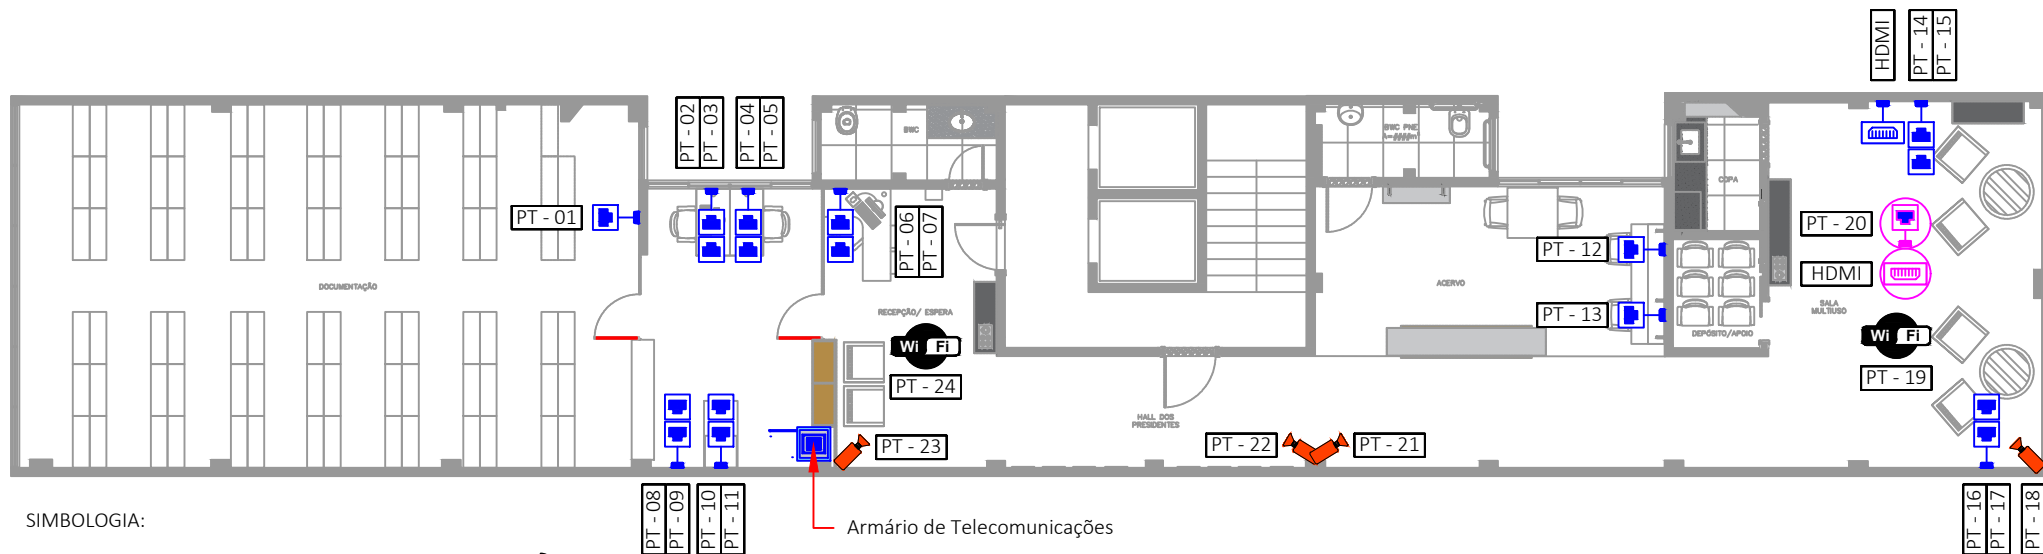 HDMI
PT - 14
PT - 15
PT - 02
PT - 03
PT - 04
PT - 05
BWC
BWC PNE
COPA
PT - 01
PT - 06
PT - 07
PT - 20
PT - 12
HDMI
DOCUMENTAÇÃO
ACERVO
RECEPÇÃO/ ESPERA
SALA
MULTIUSO
PT - 13
DEPÓSITO/APOIO
Wi Fi
Wi Fi
PT - 24
PT - 19
HALL DOS
PRESIDENTES
PT - 23
PT - 22
PT - 21
PT - 08
PT - 09
PT - 10
PT - 11
PT - 16
PT - 17
PT - 18
SIMBOLOGIA:
Armário de Telecomunicações